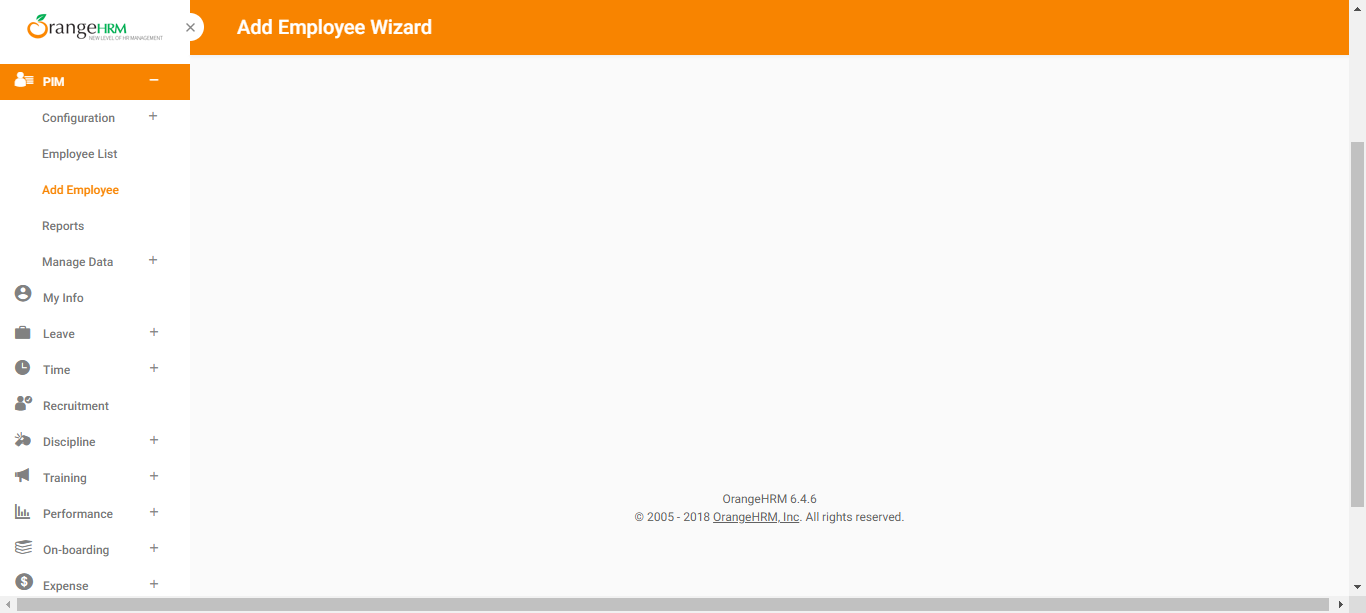 OrangeHRM
NEW LEVEL OF HR MANAGEMENT
Add Employee Wizard
PIM
Configuration
Employee List
Add Employee
Reports
Manage Data
My Info
Leave
Time
Recruitment
Discipline
Training
Performance
On-boarding
Expense
OrangeHRM 6.4.6
© 2005 - 2018 OrangeHRM, Inc. All rights reserved.